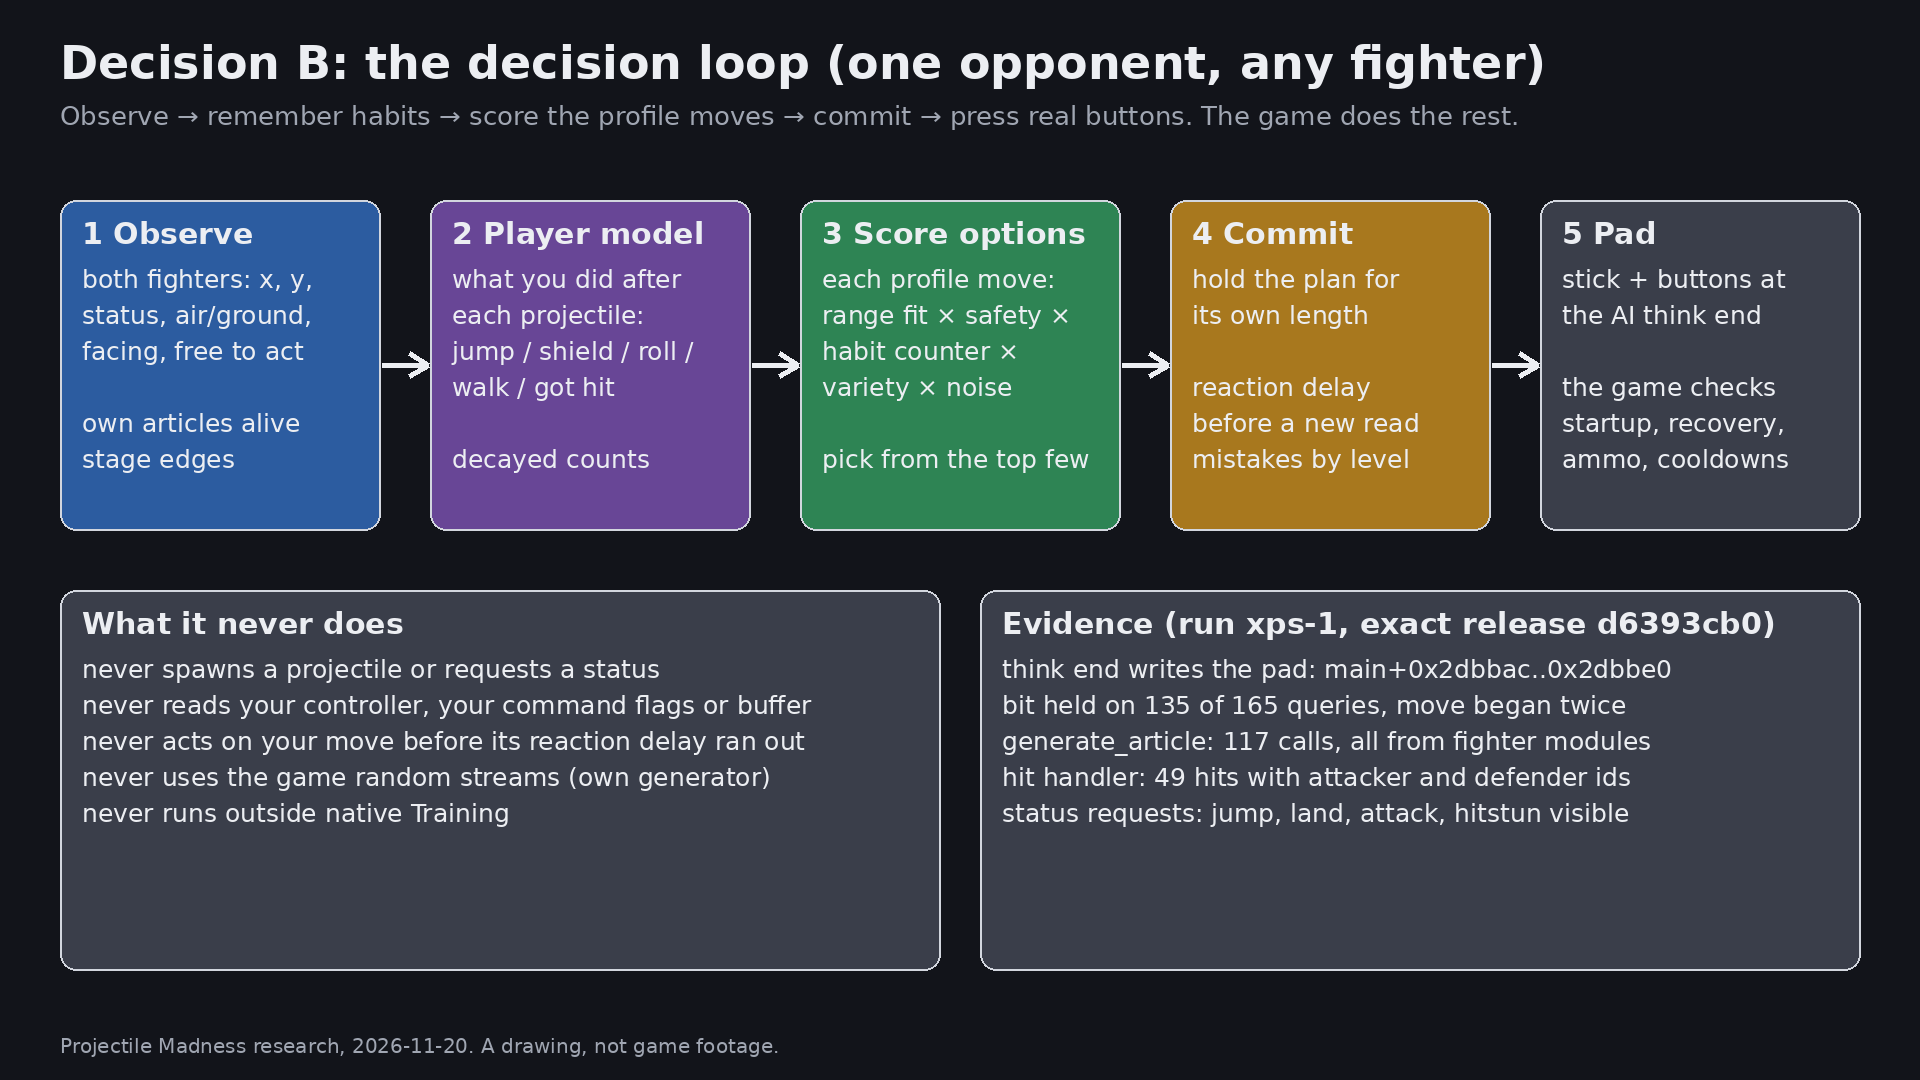 Decision B: the decision loop (one opponent, any fighter)
Observe → remember habits → score the profile moves → commit → press real buttons. The game does the rest.
1 Observe
both fighters: x, y,
status, air/ground,
facing, free to act
own articles alive
stage edges
2 Player model
what you did after
each projectile:
jump / shield / roll /
walk / got hit
decayed counts
3 Score options
each profile move:
range fit × safety ×
habit counter ×
variety × noise
pick from the top few
4 Commit
hold the plan for
its own length
reaction delay
before a new read
mistakes by level
5 Pad
stick + buttons at
the AI think end
the game checks
startup, recovery,
ammo, cooldowns
What it never does
never spawns a projectile or requests a status
never reads your controller, your command flags or buffer
never acts on your move before its reaction delay ran out
never uses the game random streams (own generator)
never runs outside native Training
Evidence (run xps-1, exact release d6393cb0)
think end writes the pad: main+0x2dbbac..0x2dbbe0
bit held on 135 of 165 queries, move began twice
generate_article: 117 calls, all from fighter modules
hit handler: 49 hits with attacker and defender ids
status requests: jump, land, attack, hitstun visible
Projectile Madness research, 2026-11-20. A drawing, not game footage.